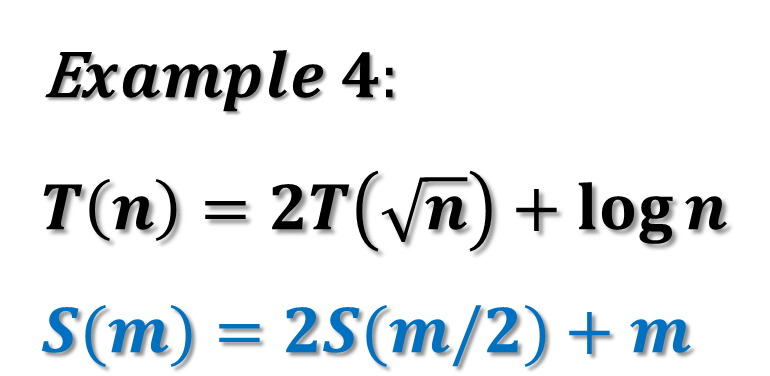 Example 4:
T(n) = 2T(√n) + log n
S(m) = 2S(m/2) + m